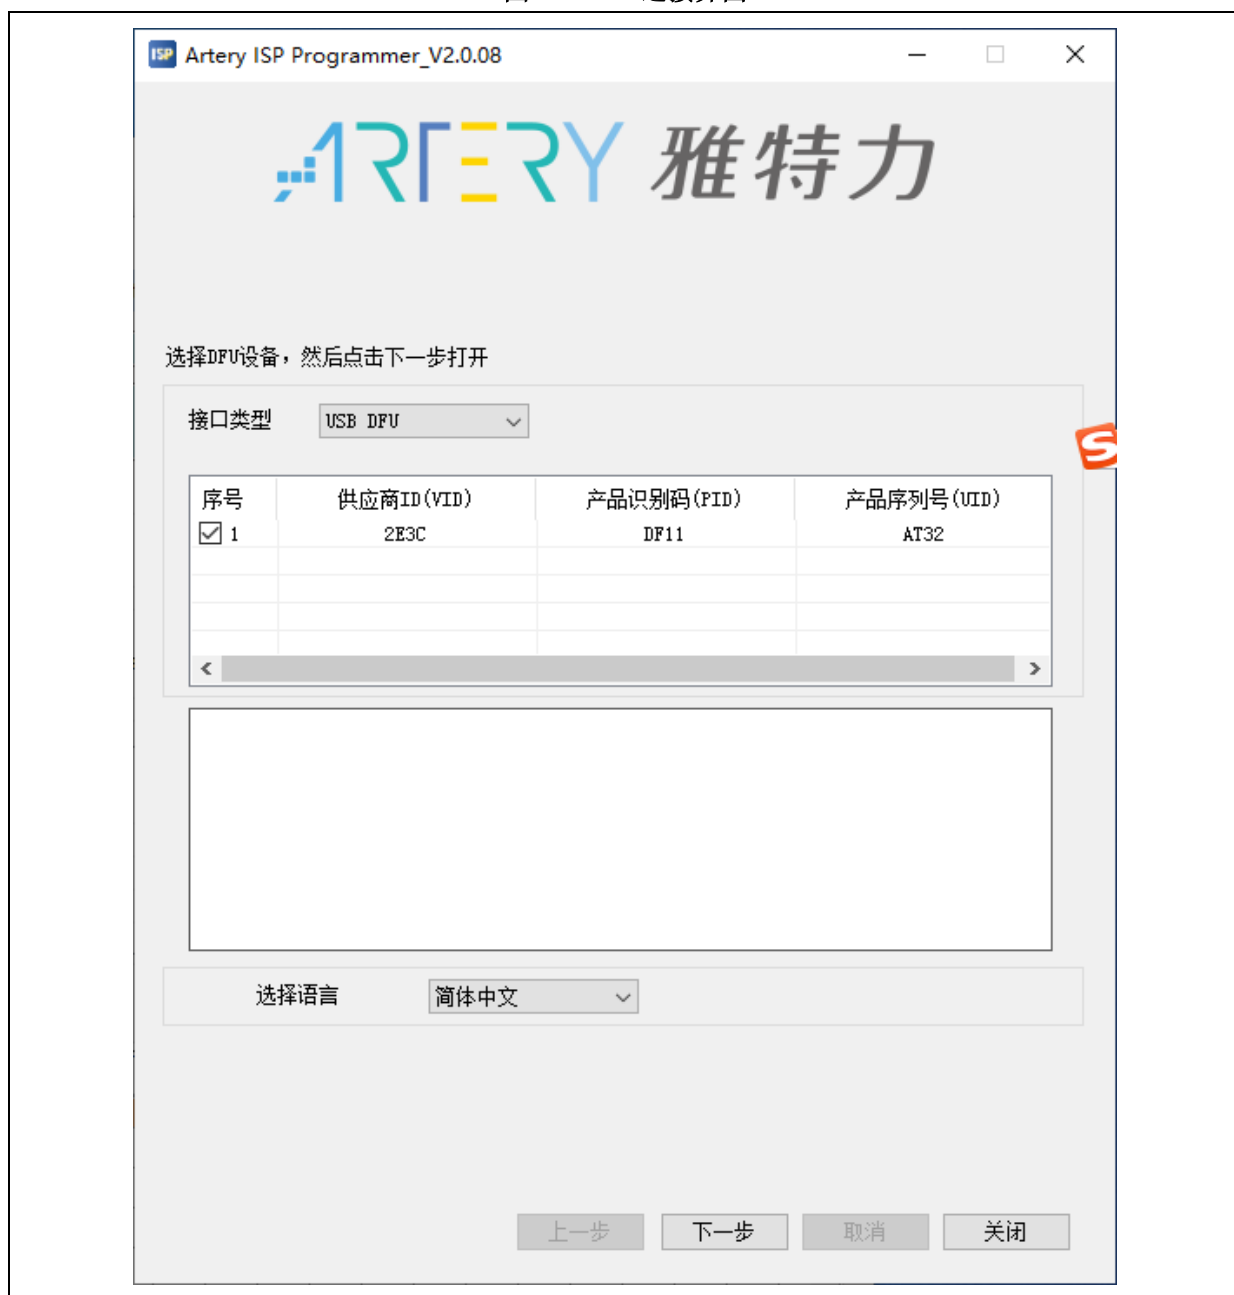 ISP Artery ISP Programmer_V2.0.08
ARTERY 雅特力
选择DFU设备，然后点击下一步打开
接口类型 USB DFU
序号 供应商ID(VID) 产品识别码(PID) 产品序列号(UID)
1 2E3C DF11 AT32
选择语言 简体中文
上一步 下一步 取消 关闭